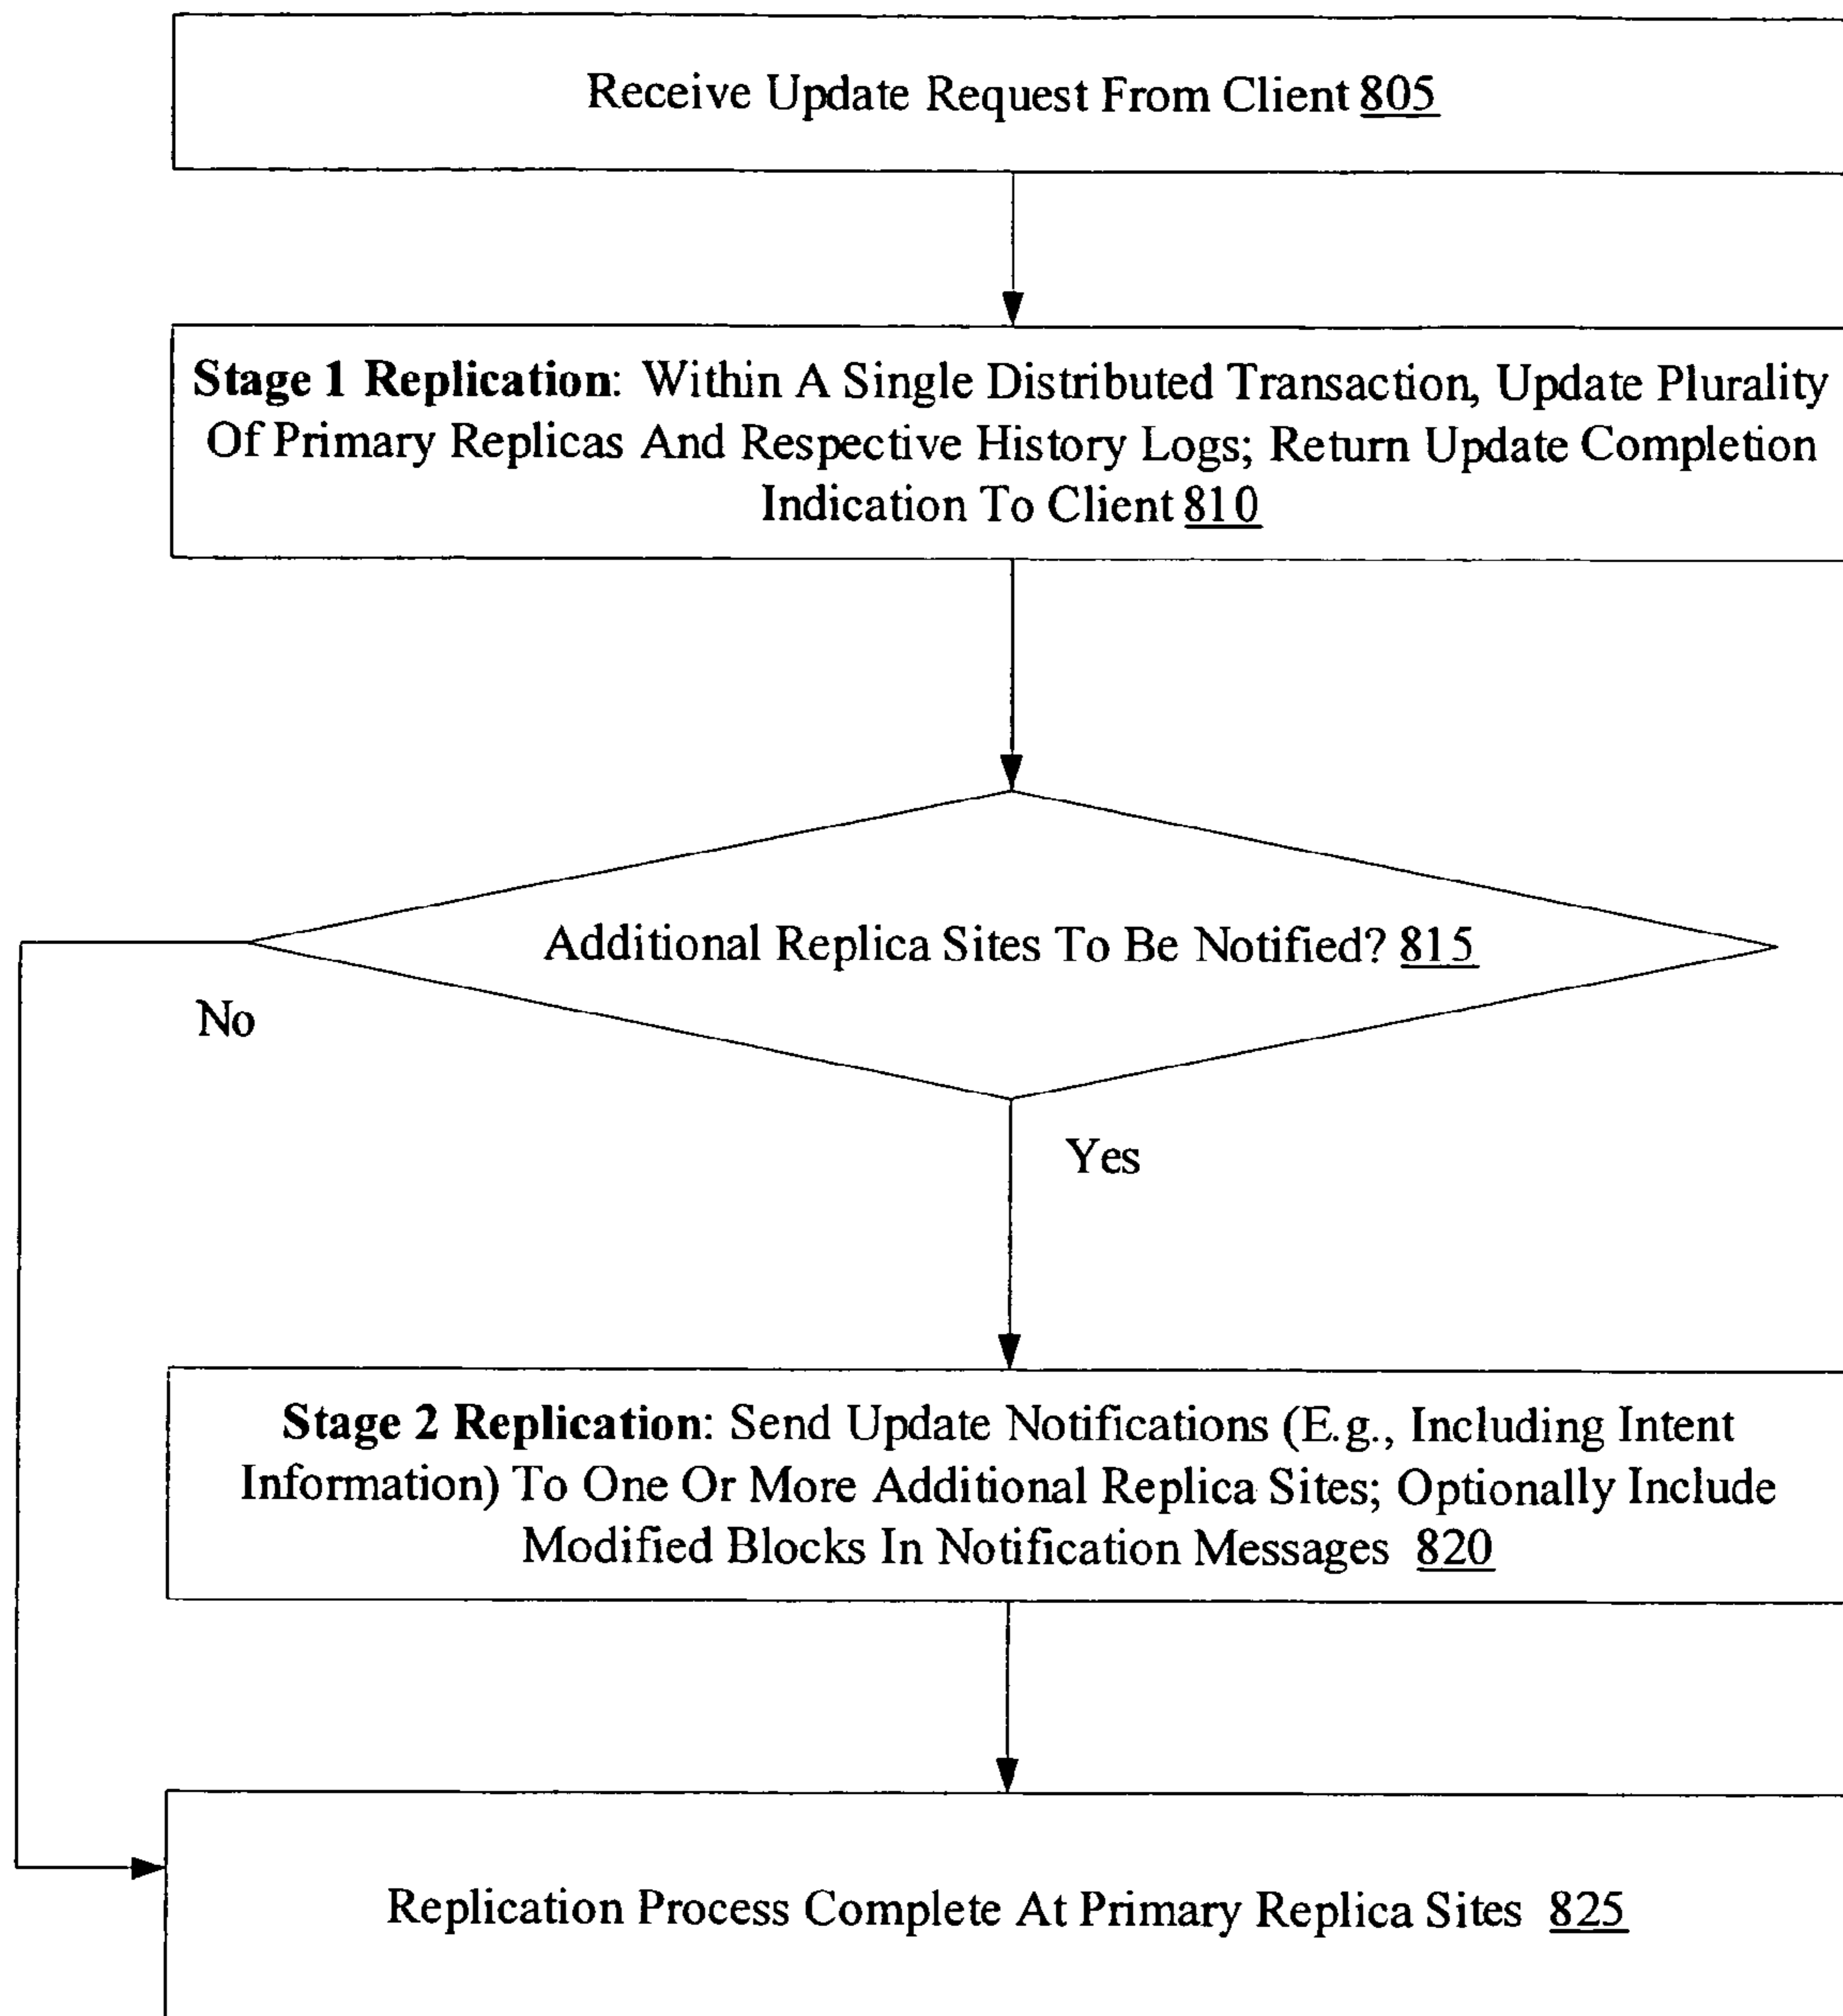 Receive Update Request From Client 805
Stage 1 Replication: Within A Single Distributed Transaction, Update Plurality
Of Primary Replicas And Respective History Logs; Return Update Completion
Indication To Client 810
Additional Replica Sites To Be Notified? 815
No
Yes
Stage 2 Replication: Send Update Notifications (E.g., Including Intent
Information) To One Or More Additional Replica Sites; Optionally Include
Modified Blocks In Notification Messages 820
Replication Process Complete At Primary Replica Sites 825